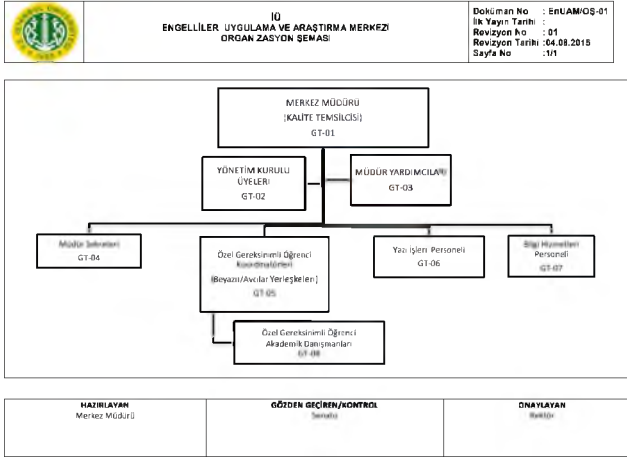 İÜ
ENGELLİLER UYGULAMA VE ARAŞTIRMA MERKEZİ
ORGAN ZASYON ŞEMASI
Doküman No : EnUAM/OŞ-01
İlk Yayın Tarihi :
Revizyon No : 01
Revizyon Tarihi :04.08.2015
Sayfa No :1/1
MERKEZ MÜDÜRÜ
(KALİTE TEMSİLCİSİ)
GT-01
YÖNETİM KURULU
ÜYELERİ
GT-02
MÜDÜR YARDIMCILARI
GT-03
Müdür Sekreteri
GT-04
Özel Gereksinimli Öğrenci
Koordinatörleri
(Beyazıt/Avcılar Yerleşkeleri)
GT-05
Yazı İşleri Personeli
GT-06
Bilgi Hizmetleri
Personeli
GT-07
Özel Gereksinimli Öğrenci
Akademik Danışmanları
GT-08
HAZIRLAYAN
Merkez Müdürü
GÖZDEN GEÇİREN/KONTROL
Senato
ONAYLAYAN
Rektör